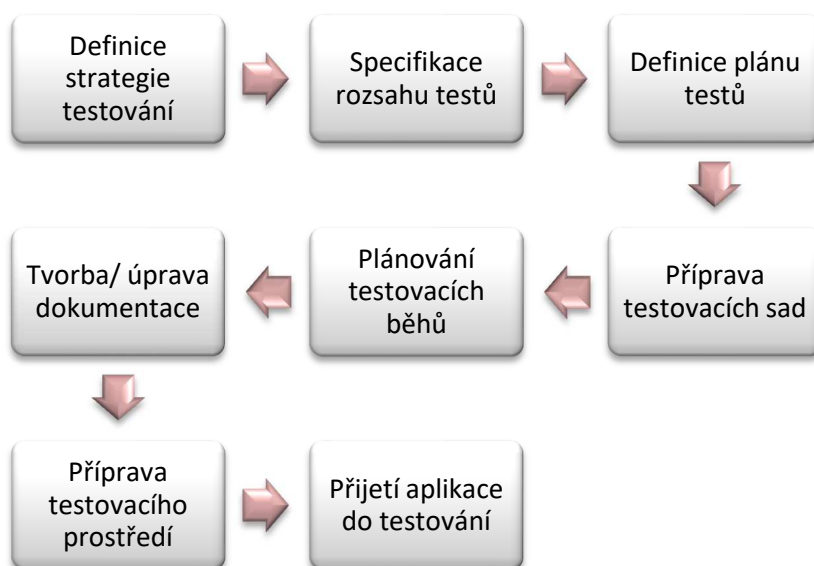 Definice
strategie
testování
Specifikace
rozsahu testů
Definice plánu
testů
Příprava
testovacích sad
Plánování
testovacích
běhů
Tvorba/ úprava
dokumentace
Příprava
testovacího
prostředí
Přijetí aplikace
do testování